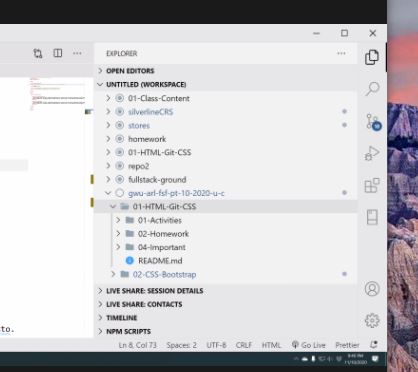 EXPLORER
OPEN EDITORS
UNTITLED (WORKSPACE)
01-Class-Content
silverlineCRS
stores
homework
01-HTML-Git-CSS
repo2
fullstack-ground
gwu-arl-fsf-pt-10-2020-u-c
01-HTML-Git-CSS
01-Activities
02-Homework
04-Important
README.md
02-CSS-Bootstrap
LIVE SHARE: SESSION DETAILS
LIVE SHARE: CONTACTS
TIMELINE
sto.
NPM SCRIPTS
Ln 8, Col 73 Spaces: 2 UTF-8 CRLF HTML Go Live Prettier